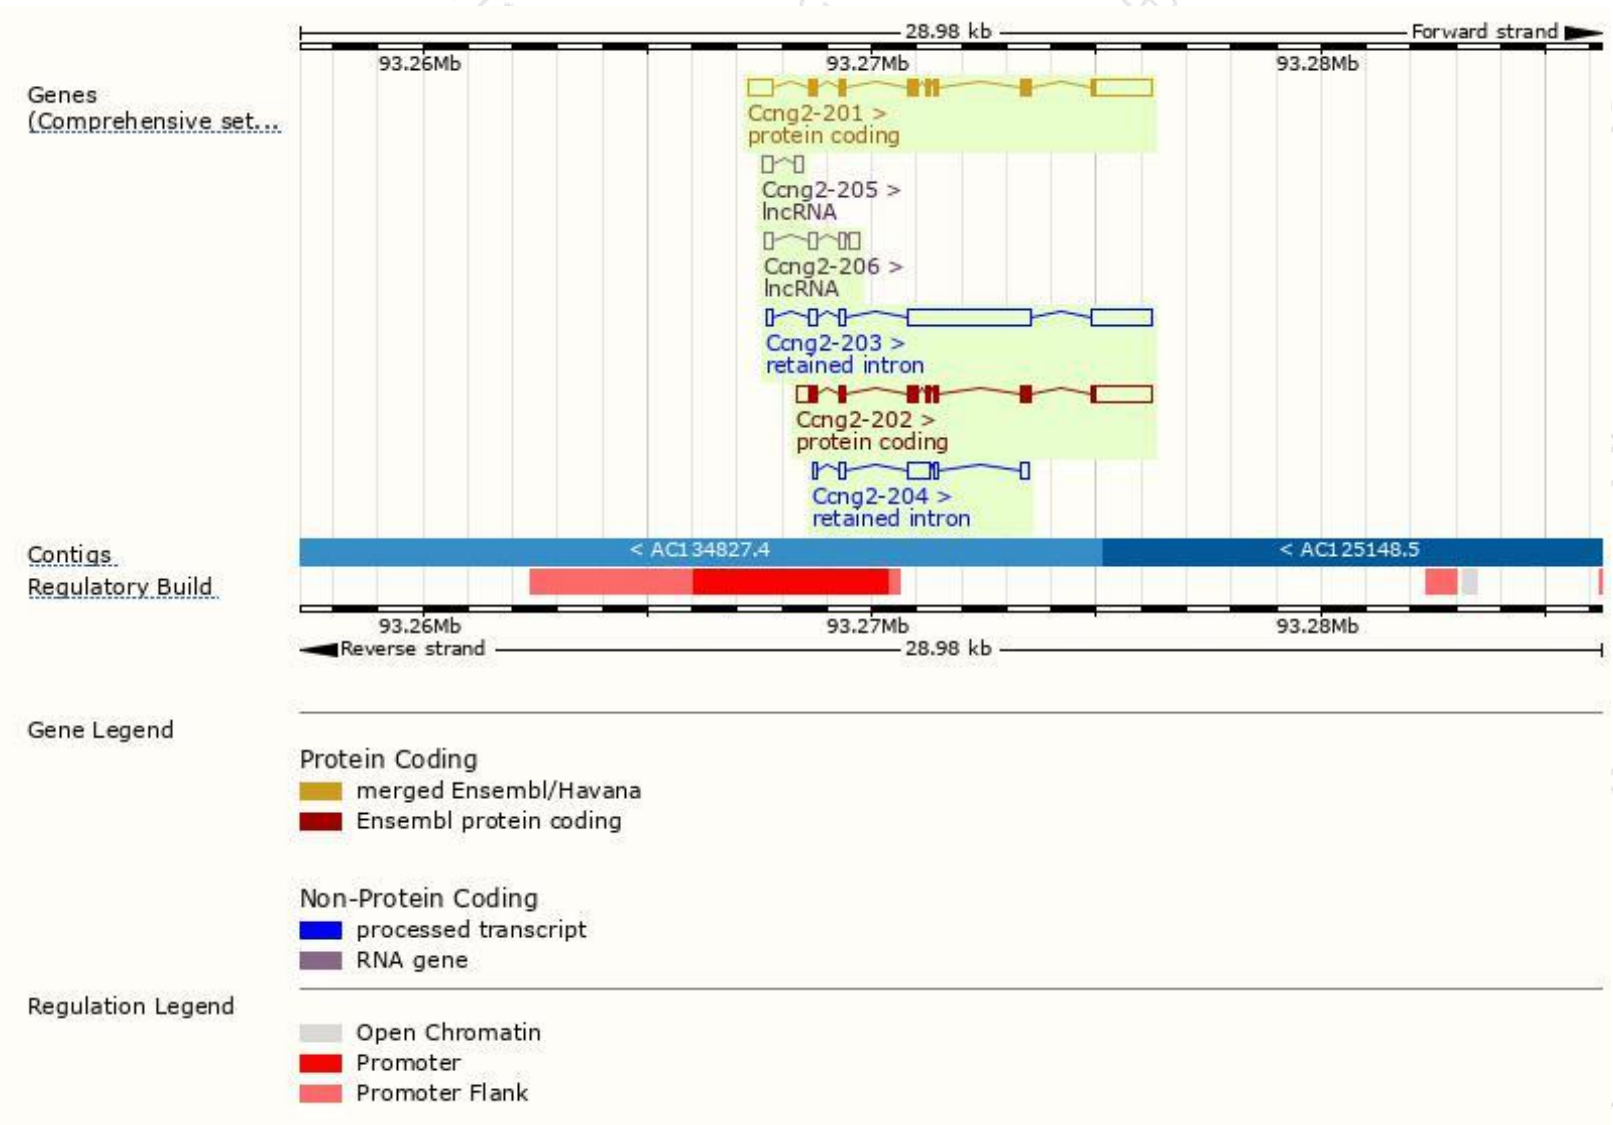 28.98 kb
Forward strand
93.26Mb 93.27Mb 93.28Mb
Genes
(Comprehensive set...
Ccng2-201 >
protein coding
Ccng2-205 >
lncRNA
Ccng2-206 >
lncRNA
Ccng2-203 >
retained intron
Ccng2-202 >
protein coding
Ccng2-204 >
retained intron
Contigs
< AC134827.4 < AC125148.5
Regulatory Build
93.26Mb 93.27Mb 93.28Mb
Reverse strand 28.98 kb
Gene Legend
Protein Coding
merged Ensembl/Havana
Ensembl protein coding
Non-Protein Coding
processed transcript
RNA gene
Regulation Legend
Open Chromatin
Promoter
Promoter Flank